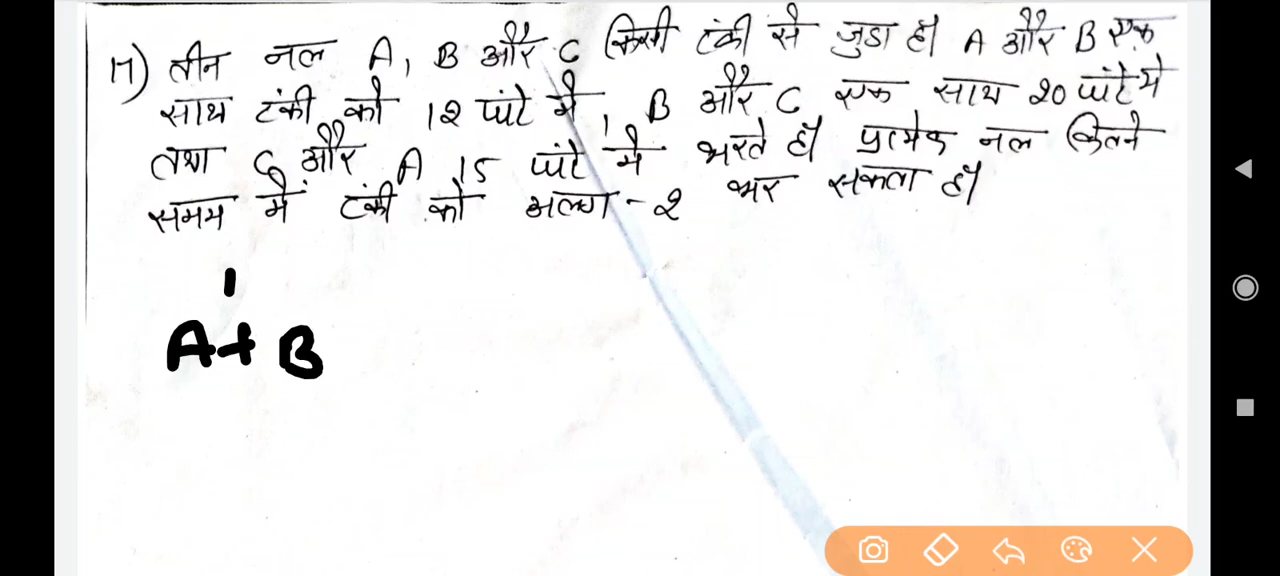 17) तीन नल A, B और C किसी टंकी से जुडा है। A और B एक
साथ टंकी को 12 घंटे में, B और C एक साथ 20 घंटे मे
तथा C और A 15 घंटे में भरते है। प्रत्येक नल कितने
समय में टंकी को अलग-2 भर सकता है।
1
A+B